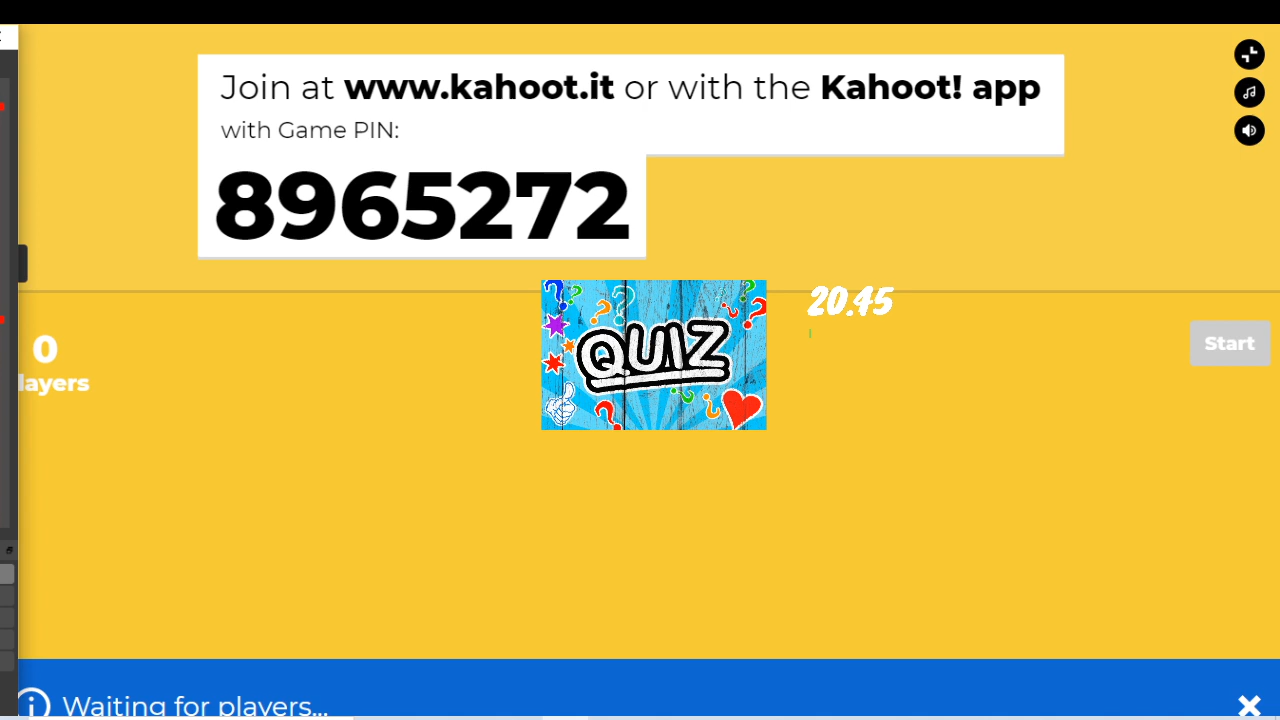 Join at www.kahoot.it or with the Kahoot! app
with Game PIN:
8965272
QUIZ
20.45
0
layers
Start
Waiting for players...